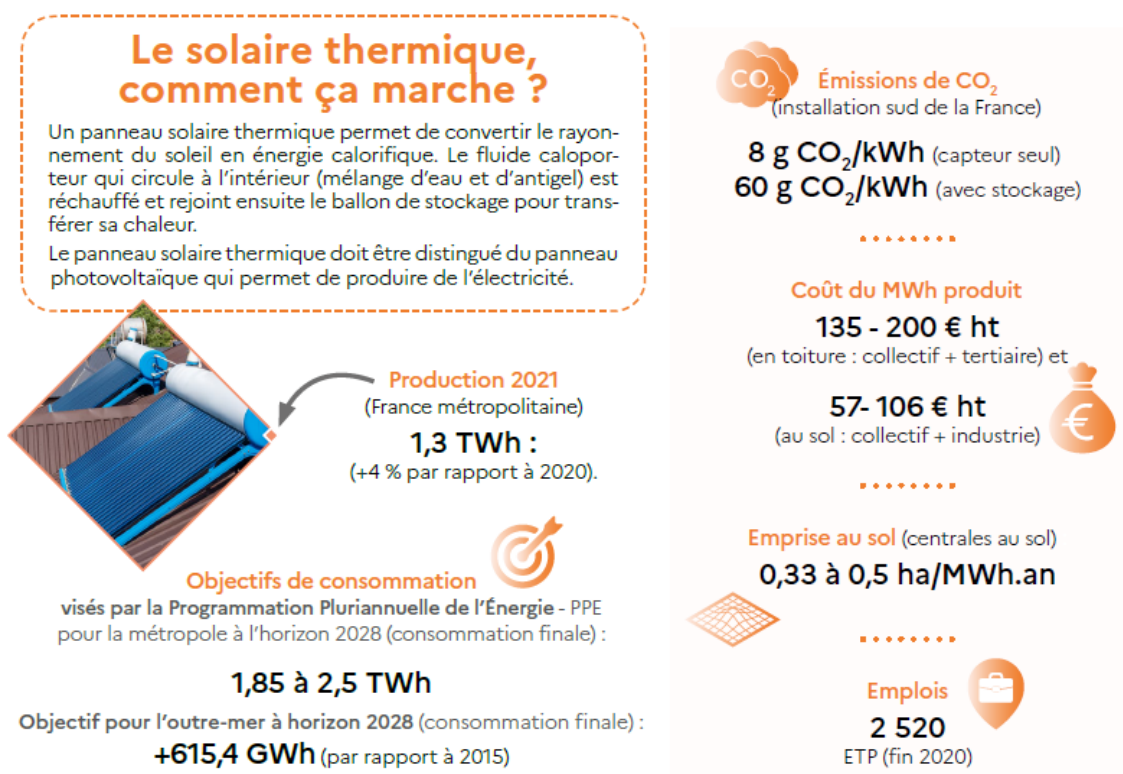 Le solaire thermique,
comment ça marche ?
Un panneau solaire thermique permet de convertir le rayon-
nement du soleil en énergie calorifique. Le fluide calopor-
teur qui circule à l'intérieur (mélange d'eau et d'antigel) est
réchauffé et rejoint ensuite le ballon de stockage pour trans-
férer sa chaleur.
Le panneau solaire thermique doit être distingué du panneau
photovoltaïque qui permet de produire de l'électricité.
Production 2021
(France métropolitaine)
1,3 TWh :
(+4 % par rapport à 2020).
Objectifs de consommation
visés par la Programmation Pluriannuelle de l'Énergie - PPE
pour la métropole à l'horizon 2028 (consommation finale) :
1,85 à 2,5 TWh
Objectif pour l'outre-mer à horizon 2028 (consommation finale) :
+615,4 GWh (par rapport à 2015)
CO₂
Émissions de CO₂
(installation sud de la France)
8 g CO₂/kWh (capteur seul)
60 g CO₂/kWh (avec stockage)
Coût du MWh produit
135 - 200 € ht
(en toiture : collectif + tertiaire) et
57- 106 € ht
(au sol : collectif + industrie)
€
Emprise au sol (centrales au sol)
0,33 à 0,5 ha/MWh.an
Emplois
2 520
ETP (fin 2020)